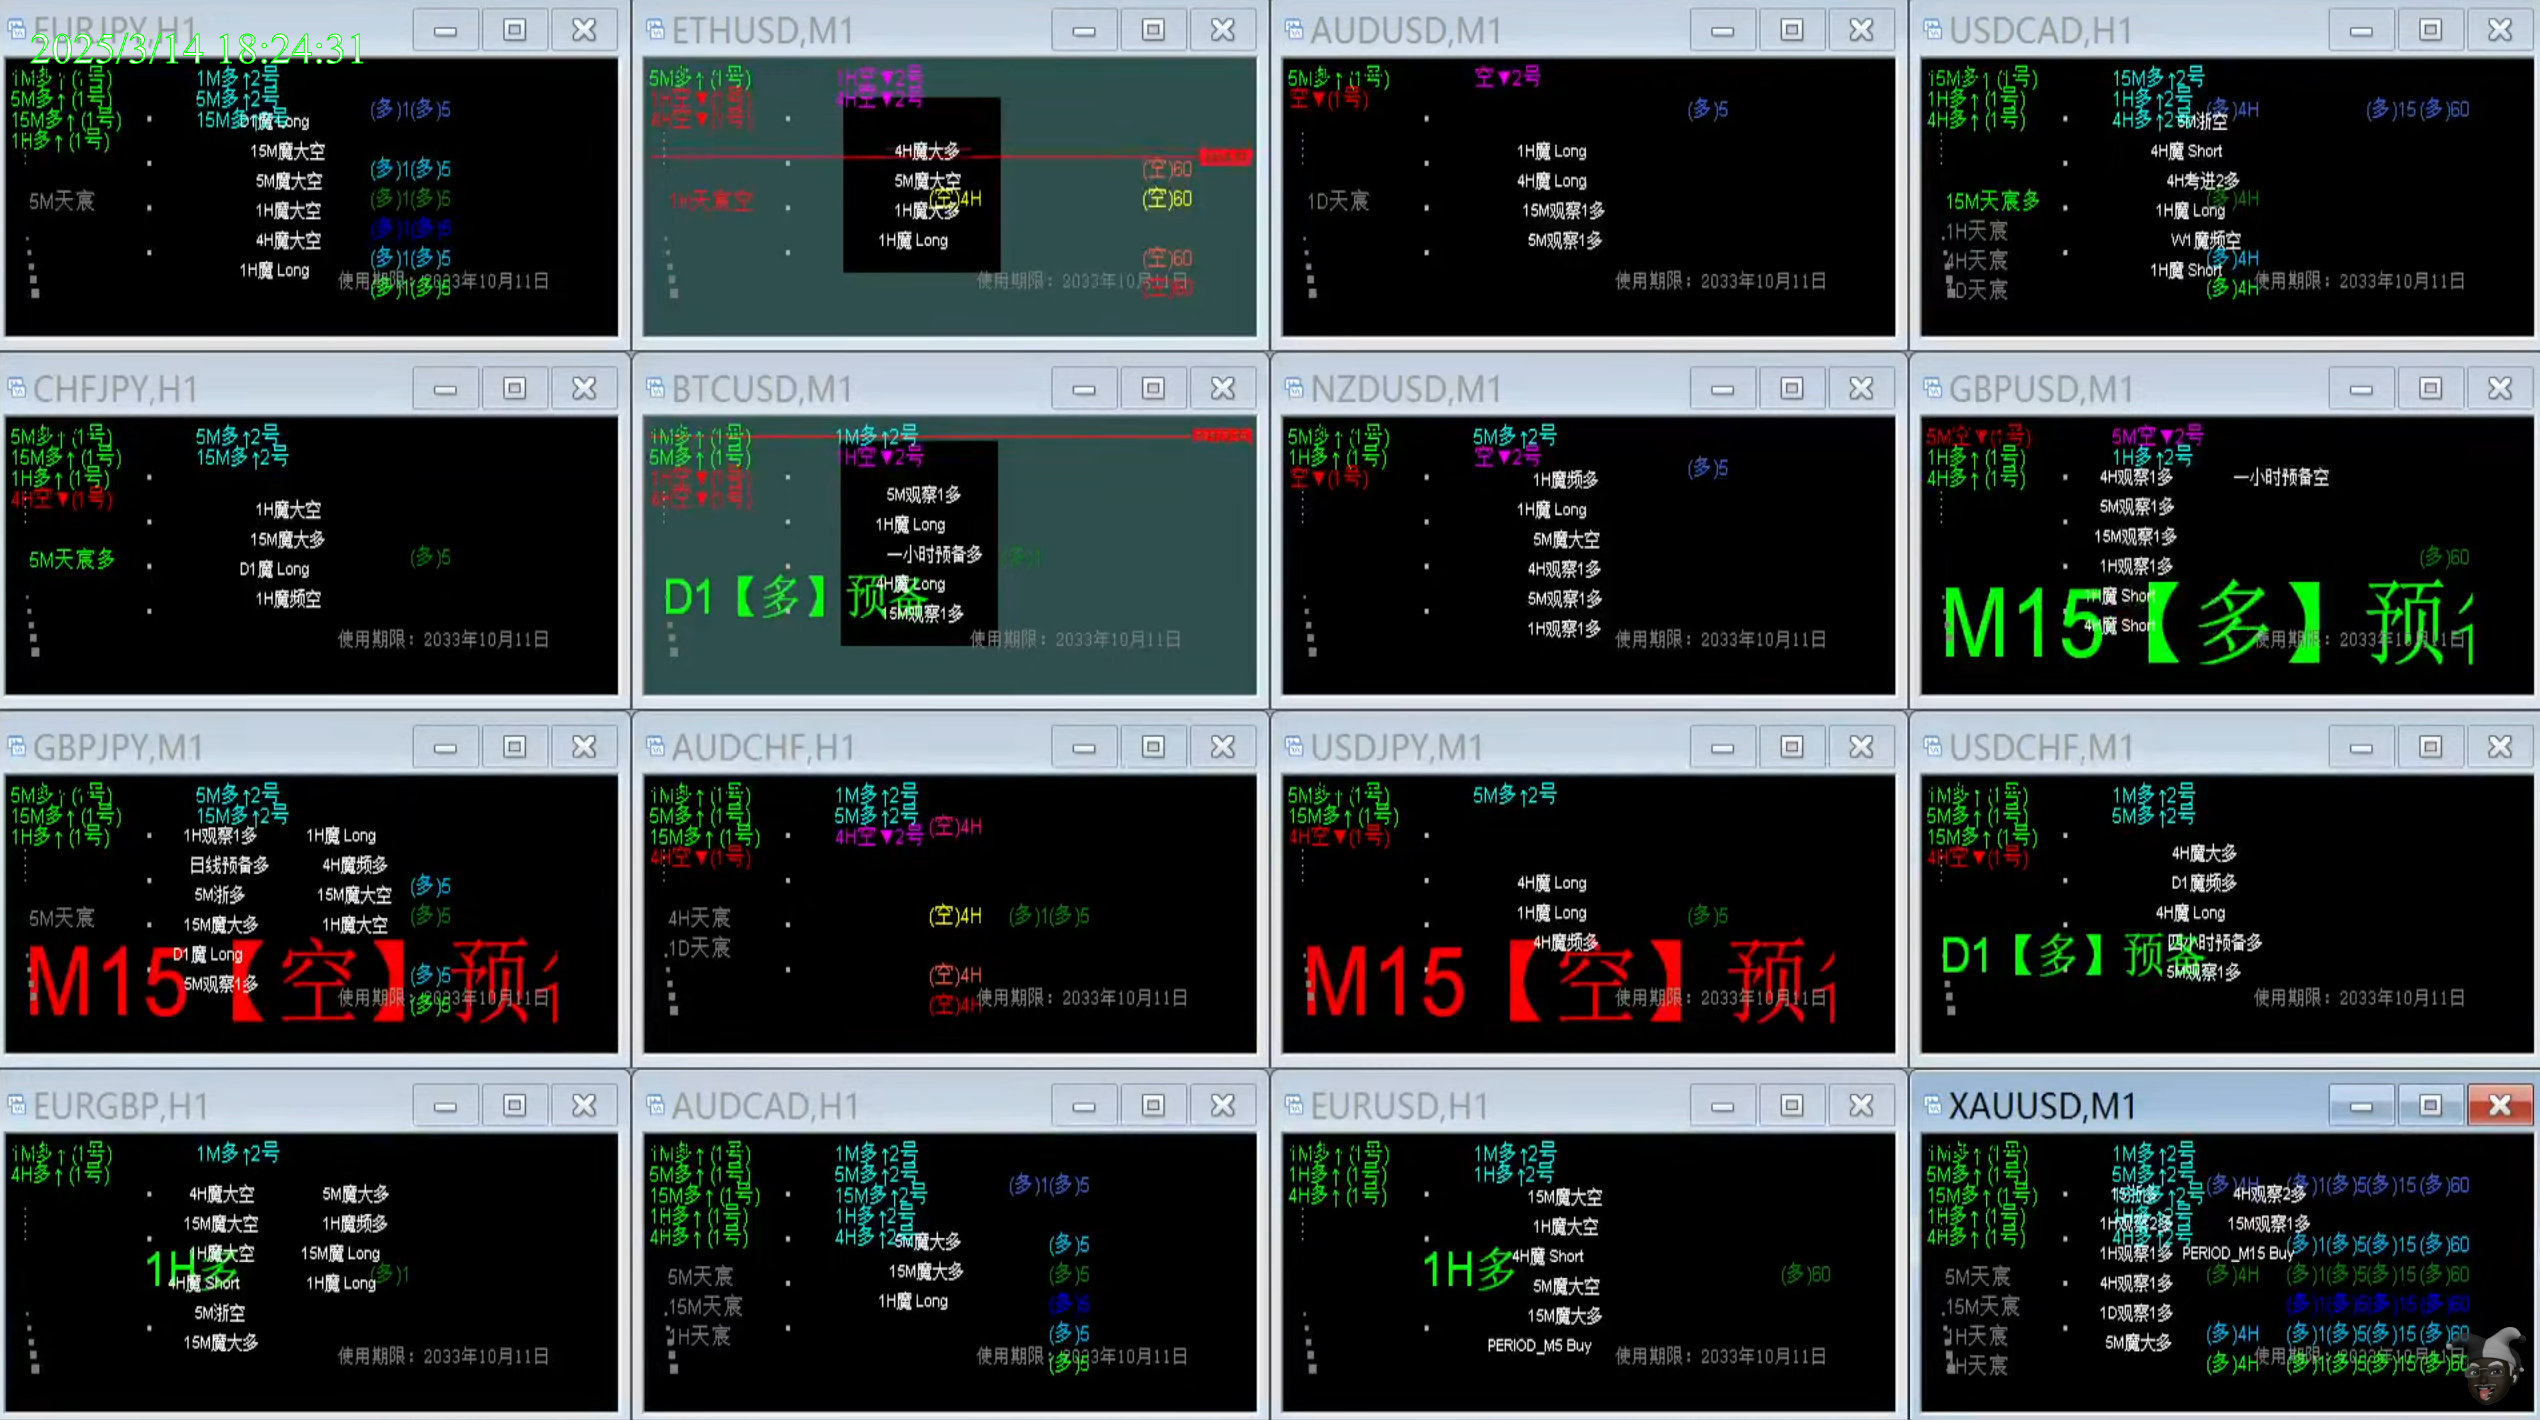 EURJPY,H1
2025/3/14 18:24:31
1M多↑(1号) 1M多↑2号
5M多↑(1号) 5M多↑2号 (多)1(多)5
15M多↑(1号) 15M多↑2号 D1魔 Long
1H多↑(1号)
15M魔大空
5M魔大空 (多)1(多)5
5M天宸 1H魔大空 (多)1(多)5
4H魔大空 (多)1(多)5
1H魔 Long (多)1(多)5
使用期限: 2033年10月11日
(多)1(多)5
ETHUSD,M1
5M多↑(1号) 1H空▼2号
1H空▼(1号) 4H空▼2号
4H空▼(1号)
4H魔大多
(空)60
5M魔大空
(空)4H (空)60
1H魔大多
1H魔 Long
(空)60
使用期限: 2033年10月11日
AUDUSD,M1
5M多↑(1号) 空▼2号
空▼(1号) (多)5
1H魔 Long
4H魔 Long
1D天宸 15M观察1多
5M观察1多
使用期限: 2033年10月11日
USDCAD,H1
15M多↑(1号) 15M多↑2号
1H多↑(1号) 1H多↑2号 (多)4H (多)15(多)60
4H多↑(1号) 4H多↑2号 5M浙空
4H魔 Short
4H考进2多
15M天宸多 (多)4H
1H魔 Long
1H天宸 W1魔频空
4H天宸 (多)4H
1H魔 Short
1D天宸 (多)4H
使用期限: 2033年10月11日
CHFJPY,H1
5M多↑(1号) 5M多↑2号
15M多↑(1号) 15M多↑2号
1H多↑(1号)
4H空▼(1号)
1H魔大空
15M魔大多
5M天宸多 (多)5
D1魔 Long
1H魔频空
使用期限: 2033年10月11日
BTCUSD,M1
1M多↑(1号) 1M多↑2号
5M多↑(1号) 1H空▼2号
1H空▼(1号)
4H空▼(1号) 5M观察1多
1H魔 Long
一小时预备多 (多)1
4H魔 Long
D1【多】预备
15M观察1多
使用期限: 2033年10月11日
NZDUSD,M1
5M多↑(1号) 5M多↑2号
1H多↑(1号) 空▼2号 (多)5
空▼(1号) 1H魔频多
1H魔 Long
5M魔大空
4H观察1多
5M观察1多
1H观察1多
使用期限: 2033年10月11日
GBPUSD,M1
5M空▼(1号) 5M空▼2号
1H多↑(1号) 1H多↑2号
4H多↑(1号) 4H观察1多 一小时预备空
5M观察1多
15M观察1多
1H观察1多 (多)60
1H魔 Short
4H魔 Short
M15【多】预
使用期限: 2033年10月11日
GBPJPY,M1
5M多↑(1号) 5M多↑2号
15M多↑(1号) 15M多↑2号
1H多↑(1号) 1H观察1多 1H魔 Long
日线预备多 4H魔频多
5M浙多 15M魔大空 (多)5
5M天宸 15M魔大多 1H魔大空 (多)5
D1魔 Long
M15【空】预
5M观察1多 (多)5
使用期限: 2033年10月11日
(多)5
AUDCHF,H1
1M多↑(1号) 1M多↑2号
5M多↑(1号) 5M多↑2号
15M多↑(1号) 4H空▼2号 (空)4H
4H空▼(1号)
4H天宸 (空)4H (多)1(多)5
1D天宸
(空)4H
(空)4H
使用期限: 2033年10月11日
USDJPY,M1
5M多↑(1号) 5M多↑2号
15M多↑(1号)
4H空▼(1号)
4H魔 Long
1H魔 Long (多)5
4H魔频多
M15【空】预
使用期限: 2033年10月11日
USDCHF,M1
1M多↑(1号) 1M多↑2号
5M多↑(1号) 5M多↑2号
15M多↑(1号)
4H空▼(1号) 4H魔大多
D1魔频多
4H魔 Long
四小时预备多
D1【多】预备
5M观察1多
使用期限: 2033年10月11日
EURGBP,H1
1M多↑(1号) 1M多↑2号
4H多↑(1号)
4H魔大空 5M魔大多
15M魔大空 1H魔频多
1H魔大空 15M魔 Long
1H多 (多)1
4H魔 Short 1H魔 Long
5M浙空
15M魔大多
使用期限: 2033年10月11日
AUDCAD,H1
1M多↑(1号) 1M多↑2号
5M多↑(1号) 5M多↑2号
15M多↑(1号) 15M多↑2号 (多)1(多)5
1H多↑(1号) 1H多↑2号
4H多↑(1号) 4H多↑2号 5M魔大多 (多)5
5M天宸 15M魔大多 (多)5
15M天宸 1H魔 Long (多)5
1H天宸 (多)5
使用期限: 2033年10月11日
(多)5
EURUSD,H1
1M多↑(1号) 1M多↑2号
1H多↑(1号) 1H多↑2号
4H多↑(1号) 15M魔大空
1H魔大空
1H多 4H魔 Short (多)60
5M魔大空
15M魔大多
PERIOD_M5 Buy
使用期限: 2033年10月11日
XAUUSD,M1
1M多↑(1号) 1M多↑2号
5M多↑(1号) 5M多↑2号
15M多↑(1号) (多)4H 4H观察2多 (多)1(多)5(多)15(多)60
1H多↑(1号) 1H观察2多 15M观察1多
4H多↑(1号) 4H多↑2号 (多)1(多)5(多)15(多)60
1H观察1多 PERIOD_M15 Buy
5M天宸 4H观察1多 (多)4H (多)1(多)5(多)15(多)60
15M天宸 1D观察1多 (多)1(多)5(多)15(多)60
1H天宸 5M魔大多 (多)4H (多)1(多)5(多)15(多)60
4H天宸 (多)4H (多)1(多)5(多)15(多)60
使用期限: 2033年10月11日